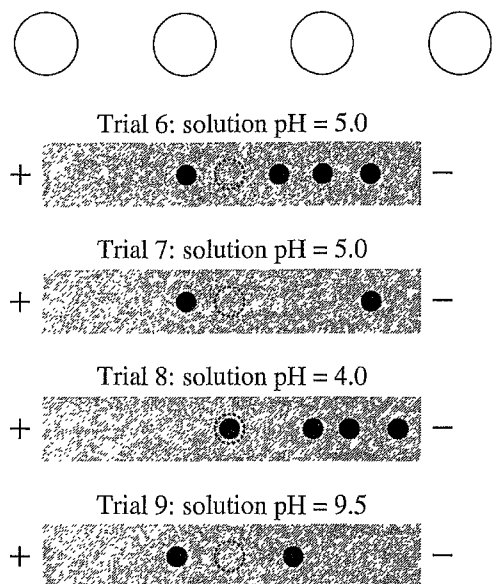 Trial 6: solution pH = 5.0
+ −
Trial 7: solution pH = 5.0
+ −
Trial 8: solution pH = 4.0
+ −
Trial 9: solution pH = 9.5
+ −